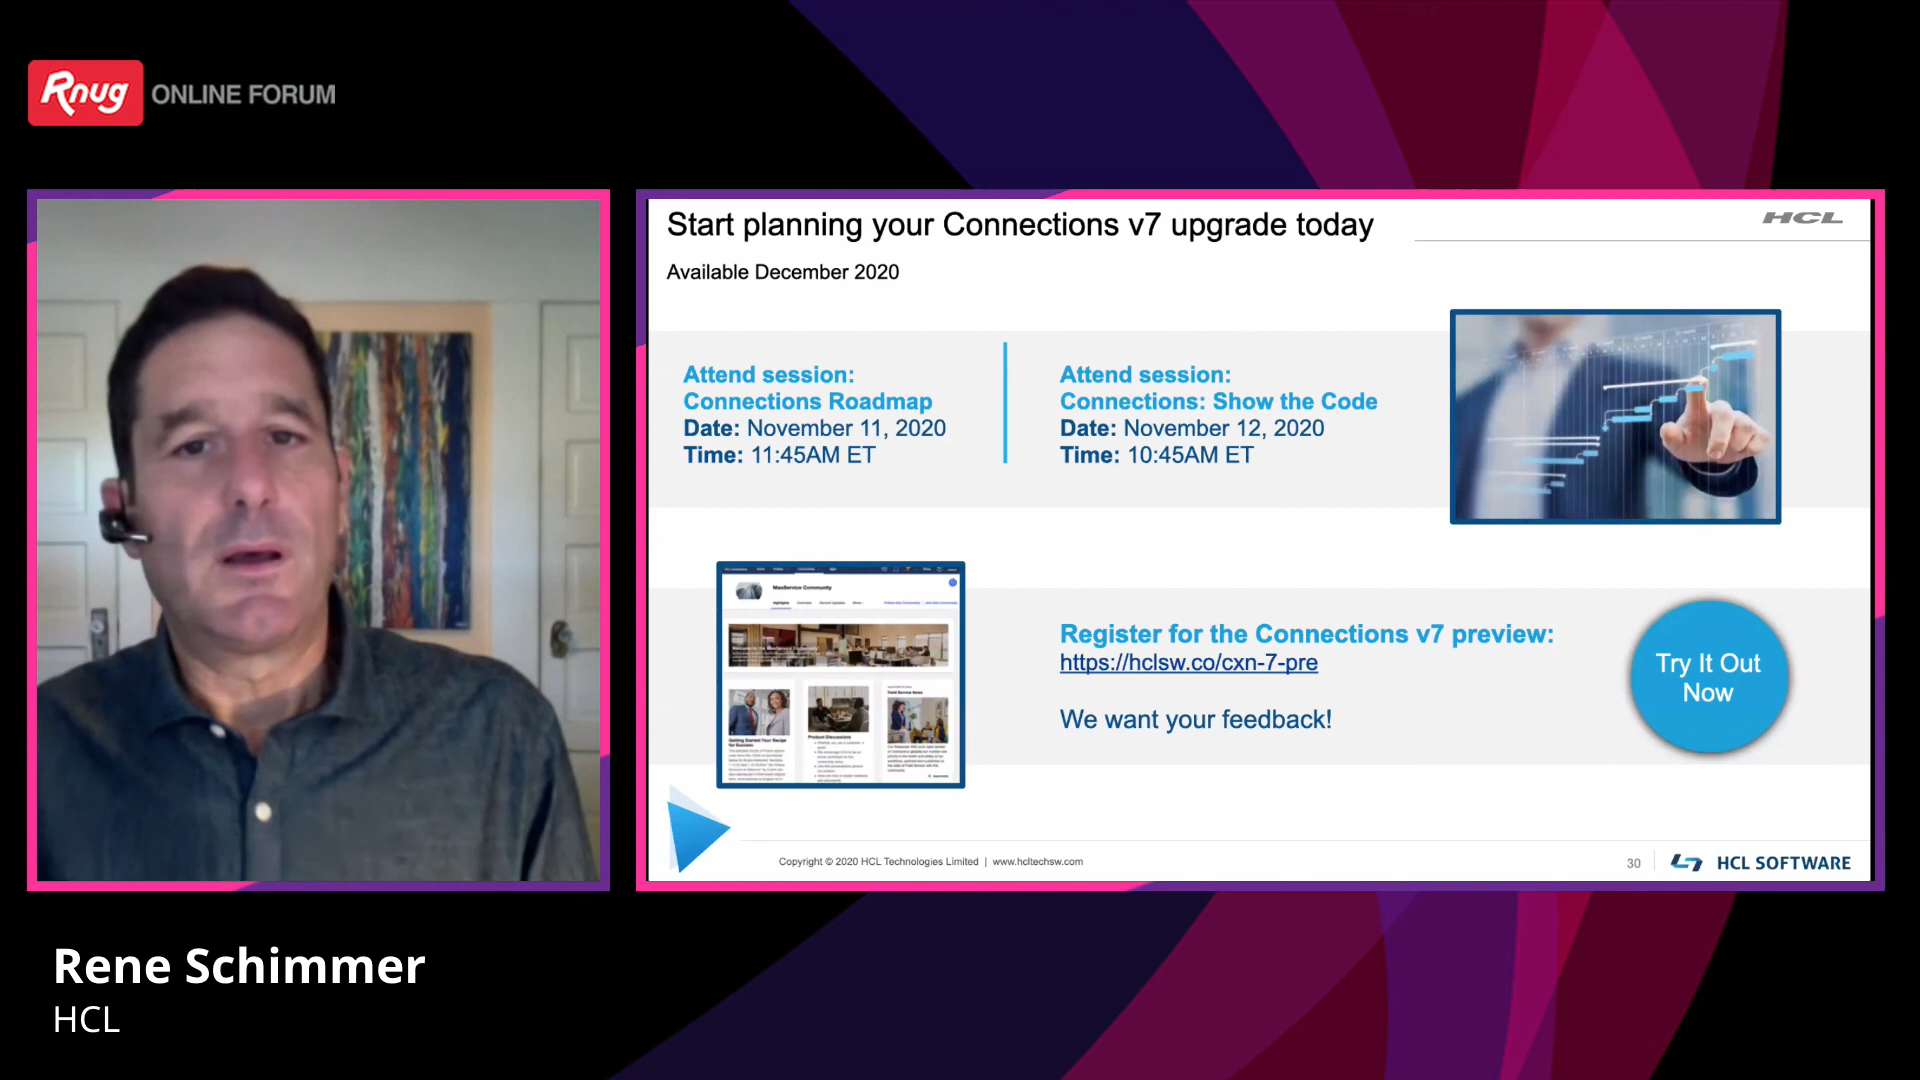 Rnug ONLINE FORUM
Start planning your Connections v7 upgrade today
HCL
Available December 2020
Attend session:
Connections Roadmap
Date: November 11, 2020
Time: 11:45AM ET
Attend session:
Connections: Show the Code
Date: November 12, 2020
Time: 10:45AM ET
MaxService Community
Register for the Connections v7 preview:
https://hclsw.co/cxn-7-pre
We want your feedback!
Try It Out
Now
Copyright © 2020 HCL Technologies Limited | www.hcltechsw.com
30
HCL SOFTWARE
Rene Schimmer
HCL